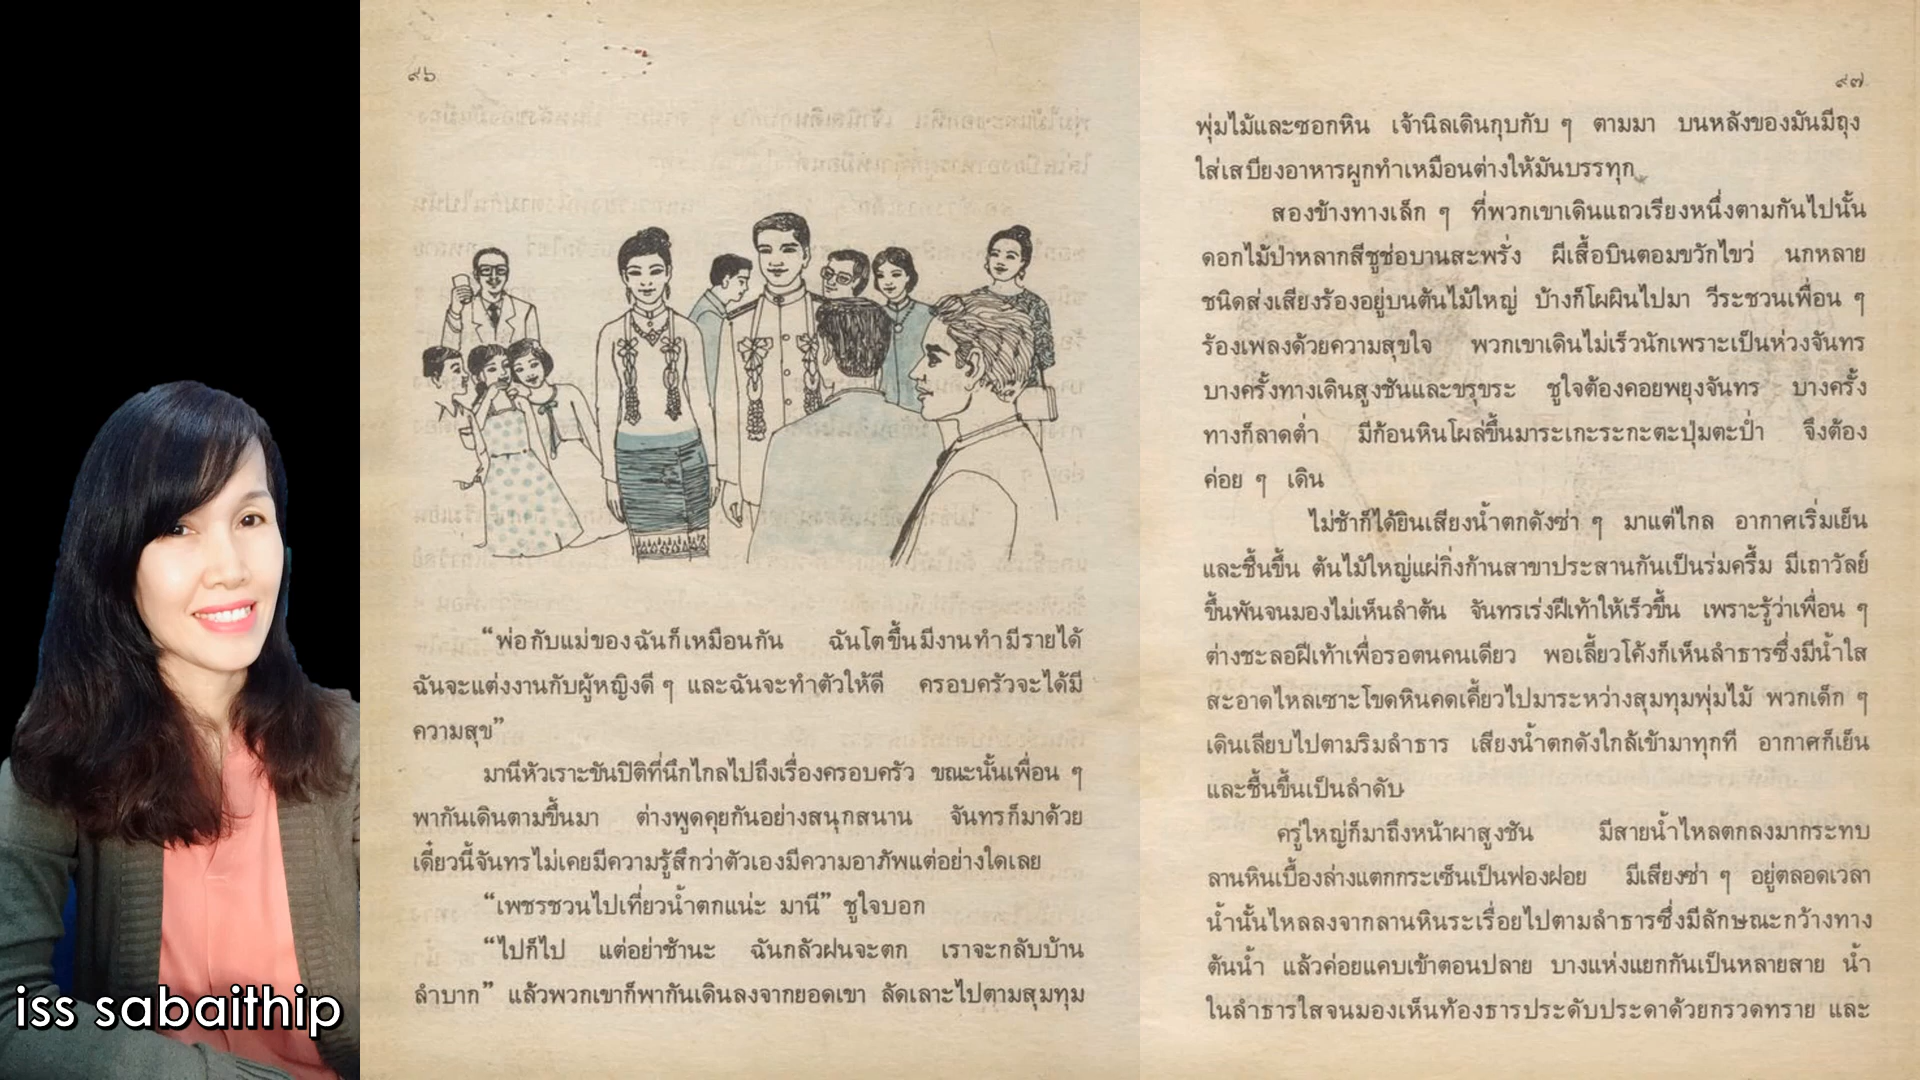 iss sabaithip
๙๖
“พ่อกับแม่ของฉันก็เหมือนกัน ฉันโตขึ้นมีงานทำมีรายได้
ฉันจะแต่งงานกับผู้หญิงดี ๆ และฉันจะทำตัวให้ดี ครอบครัวจะได้มี
ความสุข”
มานีหัวเราะขันปิติที่นึกไกลไปถึงเรื่องครอบครัว ขณะนั้นเพื่อน ๆ
พากันเดินตามขึ้นมา ต่างพูดคุยกันอย่างสนุกสนาน จันทรก็มาด้วย
เดี๋ยวนี้จันทรไม่เคยมีความรู้สึกว่าตัวเองมีความอาภัพแต่อย่างใดเลย
“เพชรชวนไปเที่ยวน้ำตกแน่ะ มานี” ชูใจบอก
“ไปก็ไป แต่อย่าช้านะ ฉันกลัวฝนจะตก เราจะกลับบ้าน
ลำบาก” แล้วพวกเขาก็พากันเดินลงจากยอดเขา ลัดเลาะไปตามสุมทุม
๙๗
พุ่มไม้และซอกหิน เจ้านิลเดินกุบกับ ๆ ตามมา บนหลังของมันมีถุง
ใส่เสบียงอาหารผูกทำเหมือนต่างให้มันบรรทุก
สองข้างทางเล็ก ๆ ที่พวกเขาเดินแถวเรียงหนึ่งตามกันไปนั้น
ดอกไม้ป่าหลากสีชูช่อบานสะพรั่ง ผีเสื้อบินตอมขวักไขว่ นกหลาย
ชนิดส่งเสียงร้องอยู่บนต้นไม้ใหญ่ บ้างก็โผผินไปมา วีระชวนเพื่อน ๆ
ร้องเพลงด้วยความสุขใจ พวกเขาเดินไม่เร็วนักเพราะเป็นห่วงจันทร
บางครั้งทางเดินสูงชันและขรุขระ ชูใจต้องคอยพยุงจันทร บางครั้ง
ทางก็ลาดต่ำ มีก้อนหินโผล่ขึ้นมาระเกะระกะตะปุ่มตะป่ำ จึงต้อง
ค่อย ๆ เดิน
ไม่ช้าก็ได้ยินเสียงน้ำตกดังซ่า ๆ มาแต่ไกล อากาศเริ่มเย็น
และชื้นขึ้น ต้นไม้ใหญ่แผ่กิ่งก้านสาขาประสานกันเป็นร่มครึ้ม มีเถาวัลย์
ขึ้นพันจนมองไม่เห็นลำต้น จันทรเร่งฝีเท้าให้เร็วขึ้น เพราะรู้ว่าเพื่อน ๆ
ต่างชะลอฝีเท้าเพื่อรอตนคนเดียว พอเลี้ยวโค้งก็เห็นลำธารซึ่งมีน้ำใส
สะอาดไหลเซาะโขดหินคดเคี้ยวไปมาระหว่างสุมทุมพุ่มไม้ พวกเด็ก ๆ
เดินเลียบไปตามริมลำธาร เสียงน้ำตกดังใกล้เข้ามาทุกที อากาศก็เย็น
และชื้นขึ้นเป็นลำดับ
ครู่ใหญ่ก็มาถึงหน้าผาสูงชัน มีสายน้ำไหลตกลงมากระทบ
ลานหินเบื้องล่างแตกกระเซ็นเป็นฟองฝอย มีเสียงซ่า ๆ อยู่ตลอดเวลา
น้ำนั้นไหลลงจากลานหินระเรื่อยไปตามลำธารซึ่งมีลักษณะกว้างทาง
ต้นน้ำ แล้วค่อยแคบเข้าตอนปลาย บางแห่งแยกกันเป็นหลายสาย น้ำ
ในลำธารใสจนมองเห็นท้องธารประดับประดาด้วยกรวดทราย และ